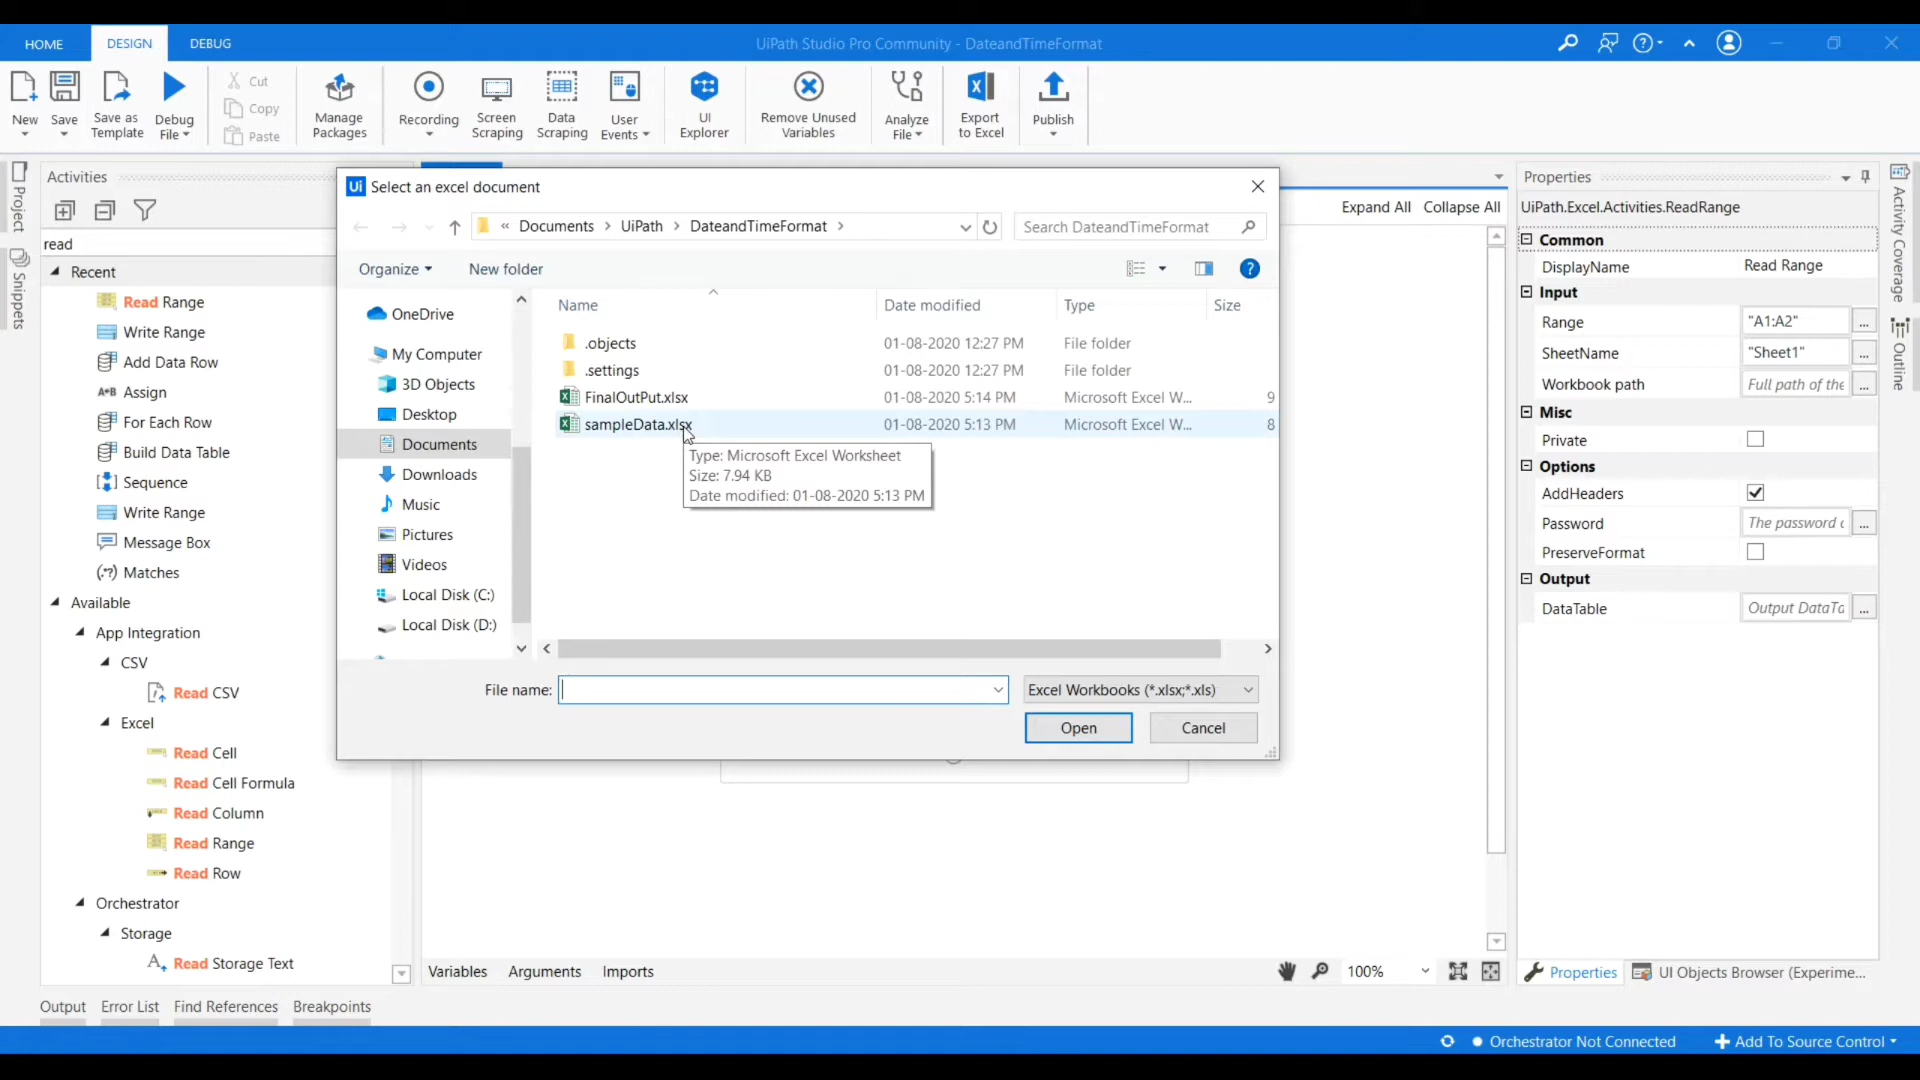 HOME
DESIGN
DEBUG
UiPath Studio Pro Community - DateandTimeFormat
New
Save
Save as Template
Debug File
Cut
Copy
Paste
Manage Packages
Recording
Screen Scraping
Data Scraping
User Events
UI Explorer
Remove Unused Variables
Analyze File
Export to Excel
Publish
Project
Snippets
Activities
read
Recent
Read Range
Write Range
Add Data Row
Assign
For Each Row
Build Data Table
Sequence
Write Range
Message Box
Matches
Available
App Integration
CSV
Read CSV
Excel
Read Cell
Read Cell Formula
Read Column
Read Range
Read Row
Orchestrator
Storage
Read Storage Text
Select an excel document
« Documents > UiPath > DateandTimeFormat >
Search DateandTimeFormat
Organize
New folder
OneDrive
My Computer
3D Objects
Desktop
Documents
Downloads
Music
Pictures
Videos
Local Disk (C:)
Local Disk (D:)
Name Date modified Type Size
.objects 01-08-2020 12:27 PM File folder
.settings 01-08-2020 12:27 PM File folder
FinalOutPut.xlsx 01-08-2020 5:14 PM Microsoft Excel W... 9
sampleData.xlsx 01-08-2020 5:13 PM Microsoft Excel W... 8
Type: Microsoft Excel Worksheet
Size: 7.94 KB
Date modified: 01-08-2020 5:13 PM
File name:
Excel Workbooks (*.xlsx;*.xls)
Open
Cancel
Expand All
Collapse All
Properties
UiPath.Excel.Activities.ReadRange
Common
DisplayName Read Range
Input
Range "A1:A2" ...
SheetName "Sheet1" ...
Workbook path Full path of the ...
Misc
Private
Options
AddHeaders
Password The password o ...
PreserveFormat
Output
DataTable Output DataTa ...
Activity Coverage
Outline
Variables
Arguments
Imports
100%
Properties
UI Objects Browser (Experime...
Output
Error List
Find References
Breakpoints
Orchestrator Not Connected
Add To Source Control